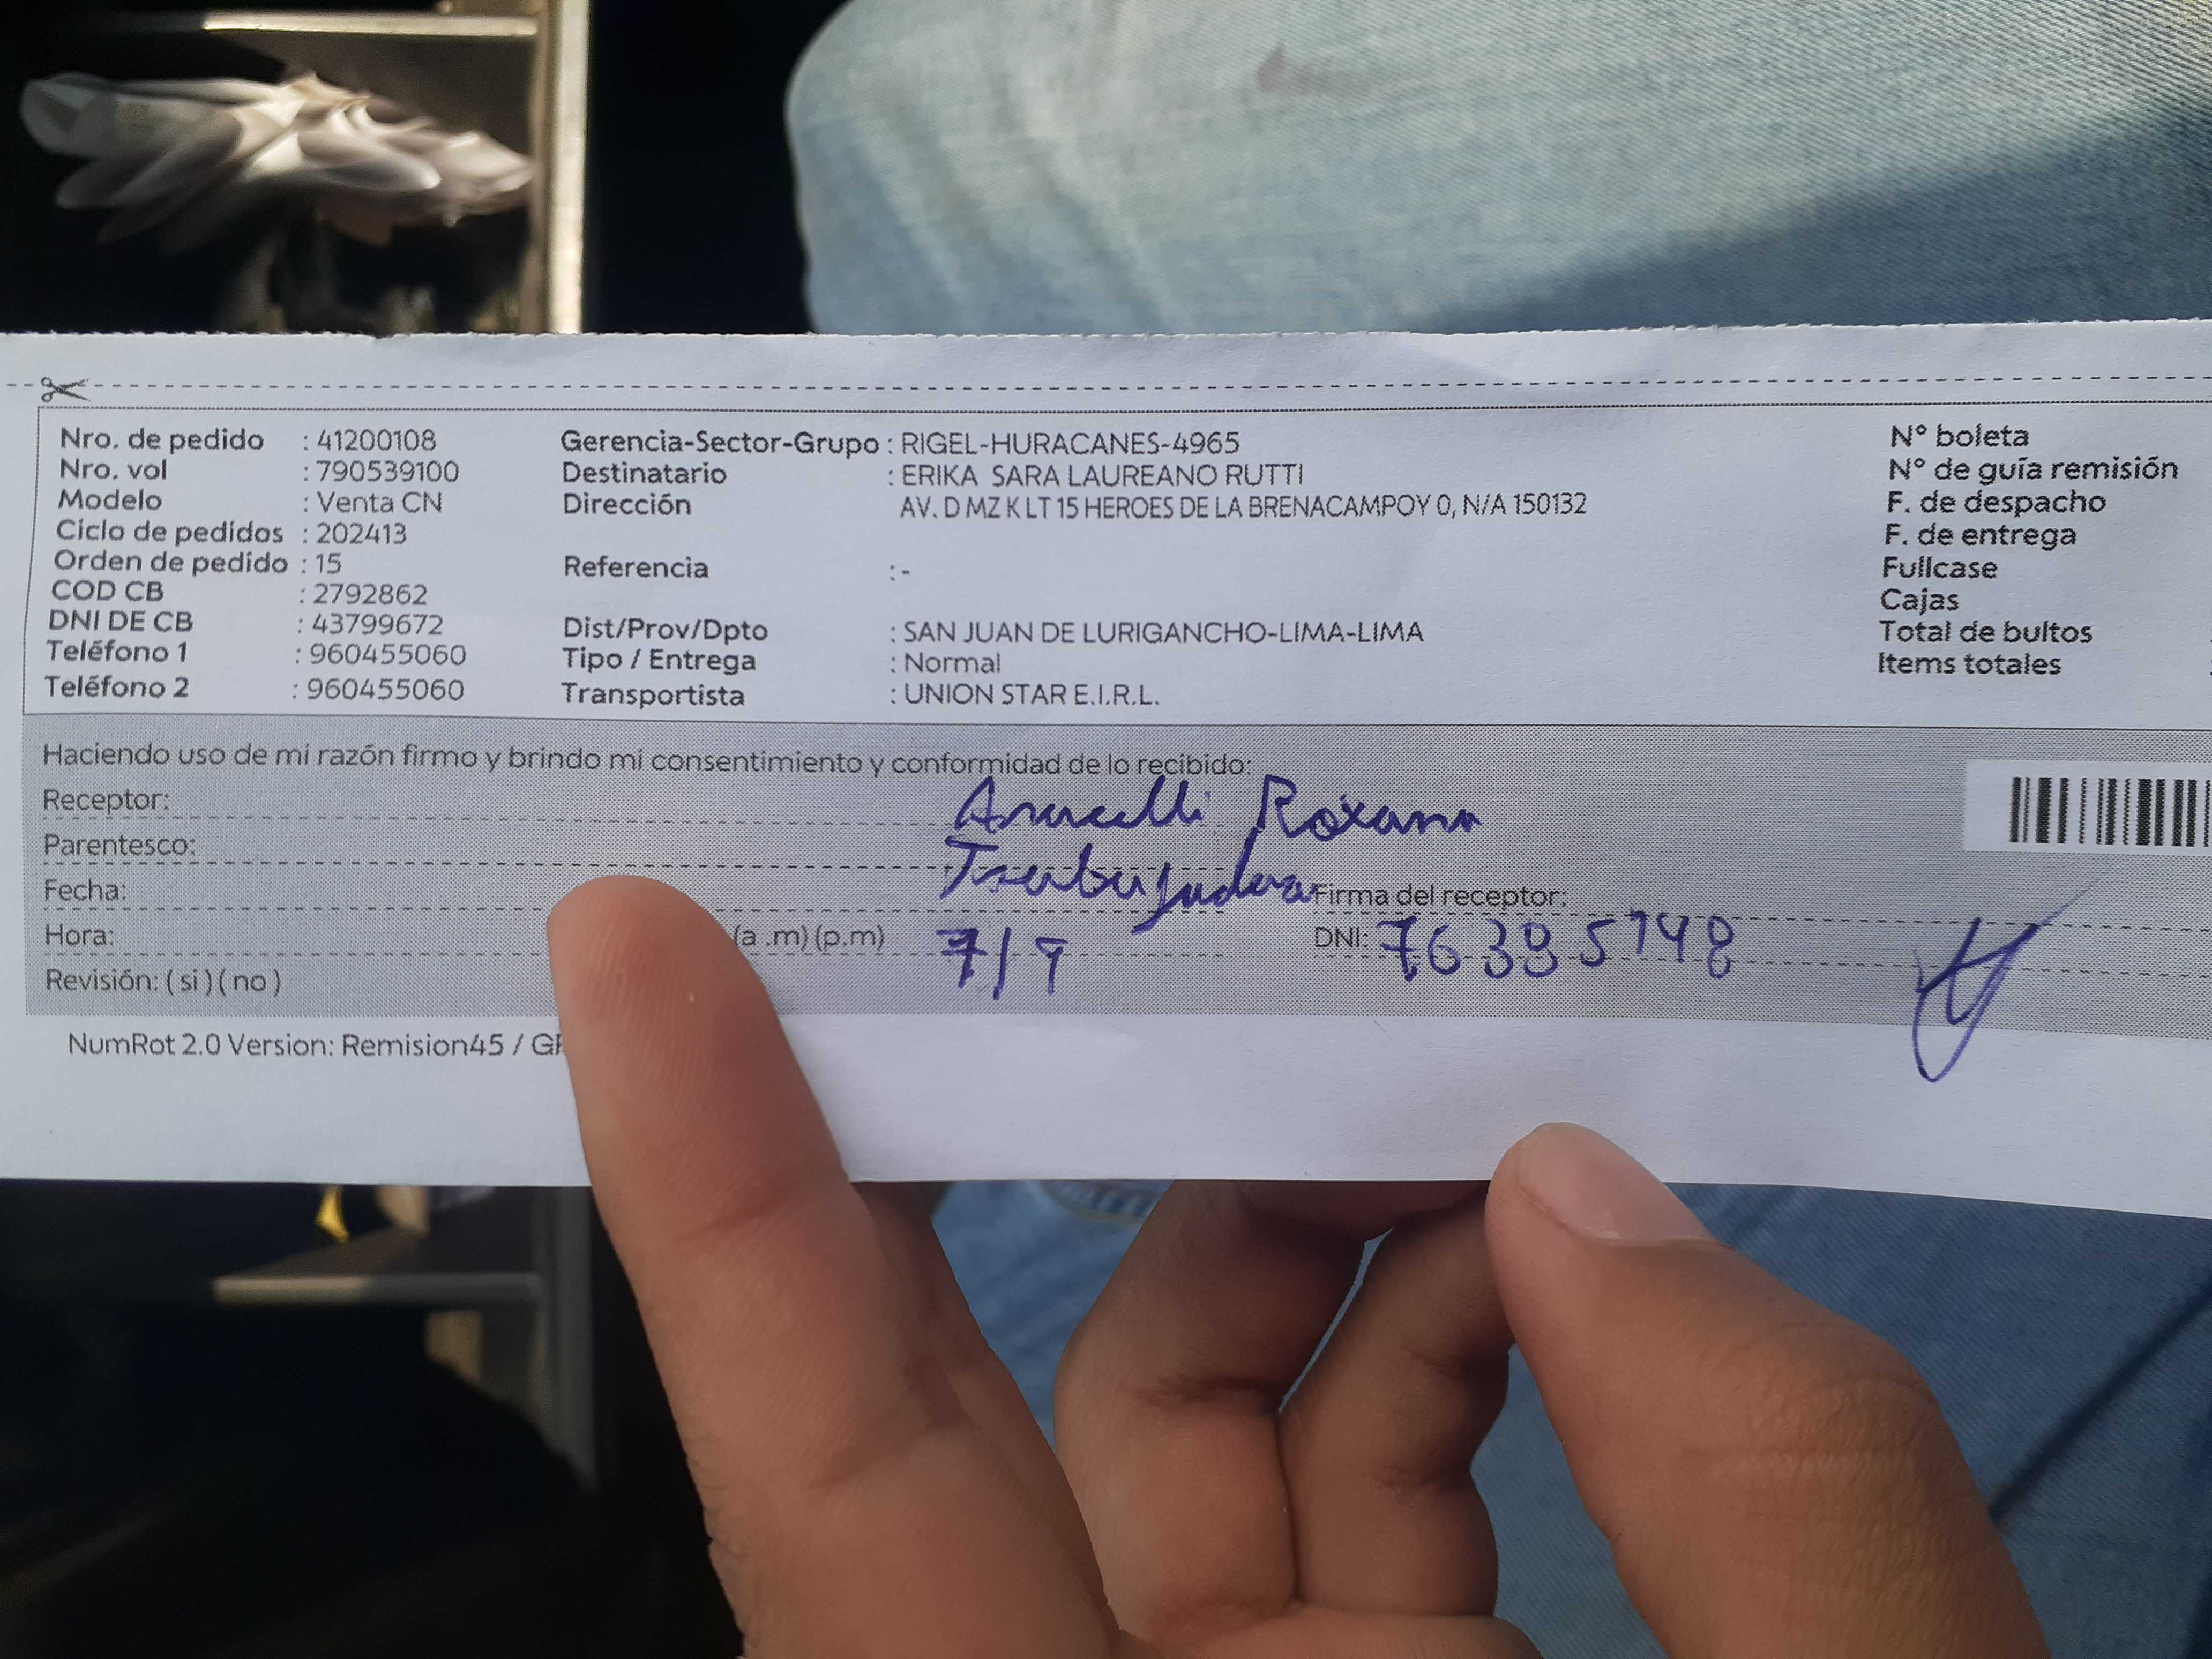 Nro. de pedido : 41200108
Nro. vol : 790539100
Modelo : Venta CN
Ciclo de pedidos : 202413
Orden de pedido : 15
COD CB : 2792862
DNI DE CB : 43799672
Teléfono 1 : 960455060
Teléfono 2 : 960455060
Gerencia-Sector-Grupo : RIGEL-HURACANES-4965
Destinatario : ERIKA SARA LAUREANO RUTTI
Dirección AV. D MZ K LT 15 HEROES DE LA BRENACAMPOY 0, N/A 150132
Referencia : -
Dist/Prov/Dpto : SAN JUAN DE LURIGANCHO-LIMA-LIMA
Tipo / Entrega : Normal
Transportista : UNION STAR E.I.R.L.
N° boleta
N° de guía remisión
F. de despacho
F. de entrega
Fullcase
Cajas
Total de bultos
Items totales
Haciendo uso de mi razón firmo y brindo mi consentimiento y conformidad de lo recibido:
Receptor: Aracelli Roxana
Parentesco: Trabajadora
Fecha: Firma del receptor:
Hora: (a .m) (p.m) 7/9 DNI: 76395748
Revisión: ( si ) ( no )
NumRot 2.0 Version: Remision45 /